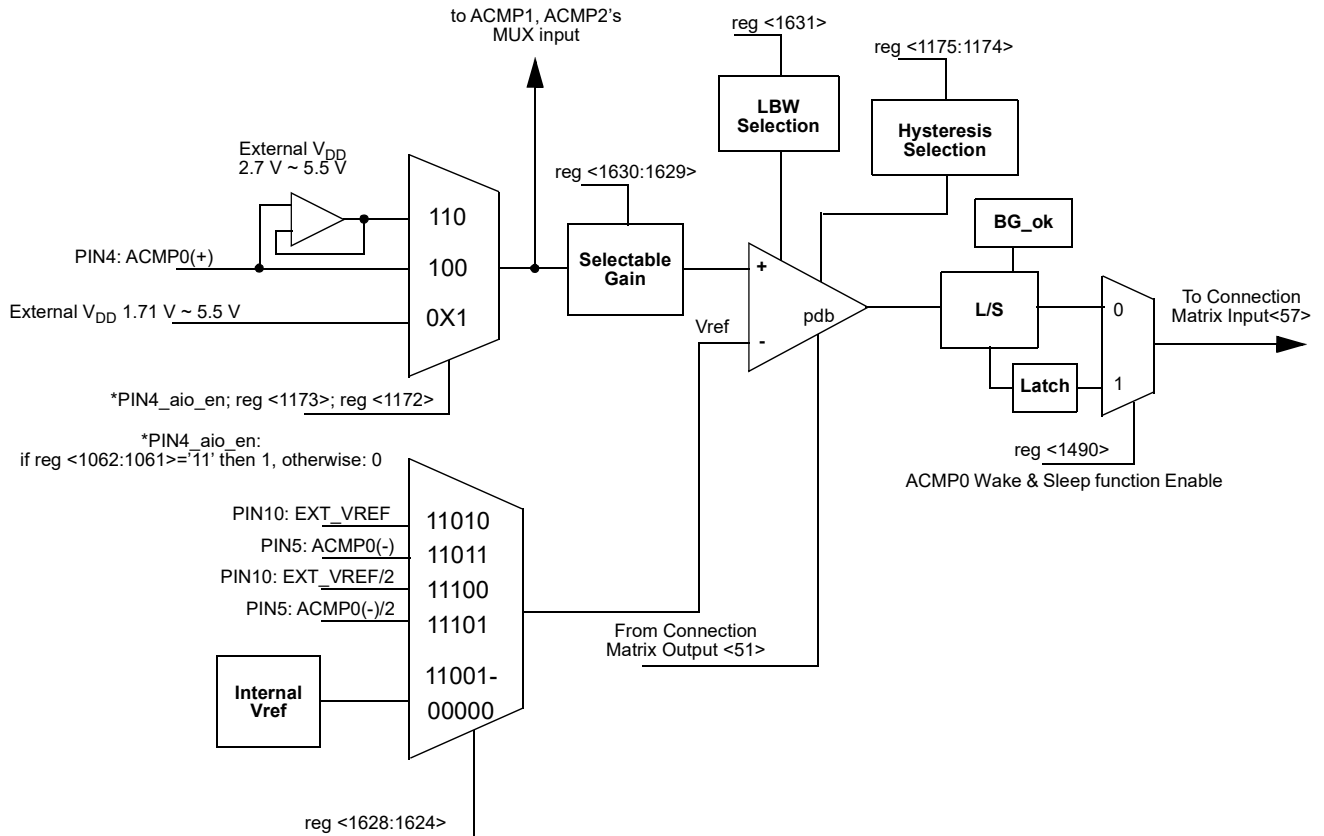 to ACMP1, ACMP2's
MUX input
reg <1631>
reg <1175:1174>
LBW
Selection
Hysteresis
Selection
External VDD
2.7 V ~ 5.5 V
reg <1630:1629>
110
BG_ok
PIN4: ACMP0(+)
100
Selectable
Gain
+
External VDD 1.71 V ~ 5.5 V
0X1
L/S
0
To Connection
Matrix Input<57>
pdb
Vref
-
Latch
1
*PIN4_aio_en; reg <1173>; reg <1172>
*PIN4_aio_en:
if reg <1062:1061>='11' then 1, otherwise: 0
reg <1490>
ACMP0 Wake & Sleep function Enable
PIN10: EXT_VREF
11010
PIN5: ACMP0(-)
11011
PIN10: EXT_VREF/2
11100
PIN5: ACMP0(-)/2
11101
From Connection
Matrix Output <51>
11001-
00000
Internal
Vref
reg <1628:1624>